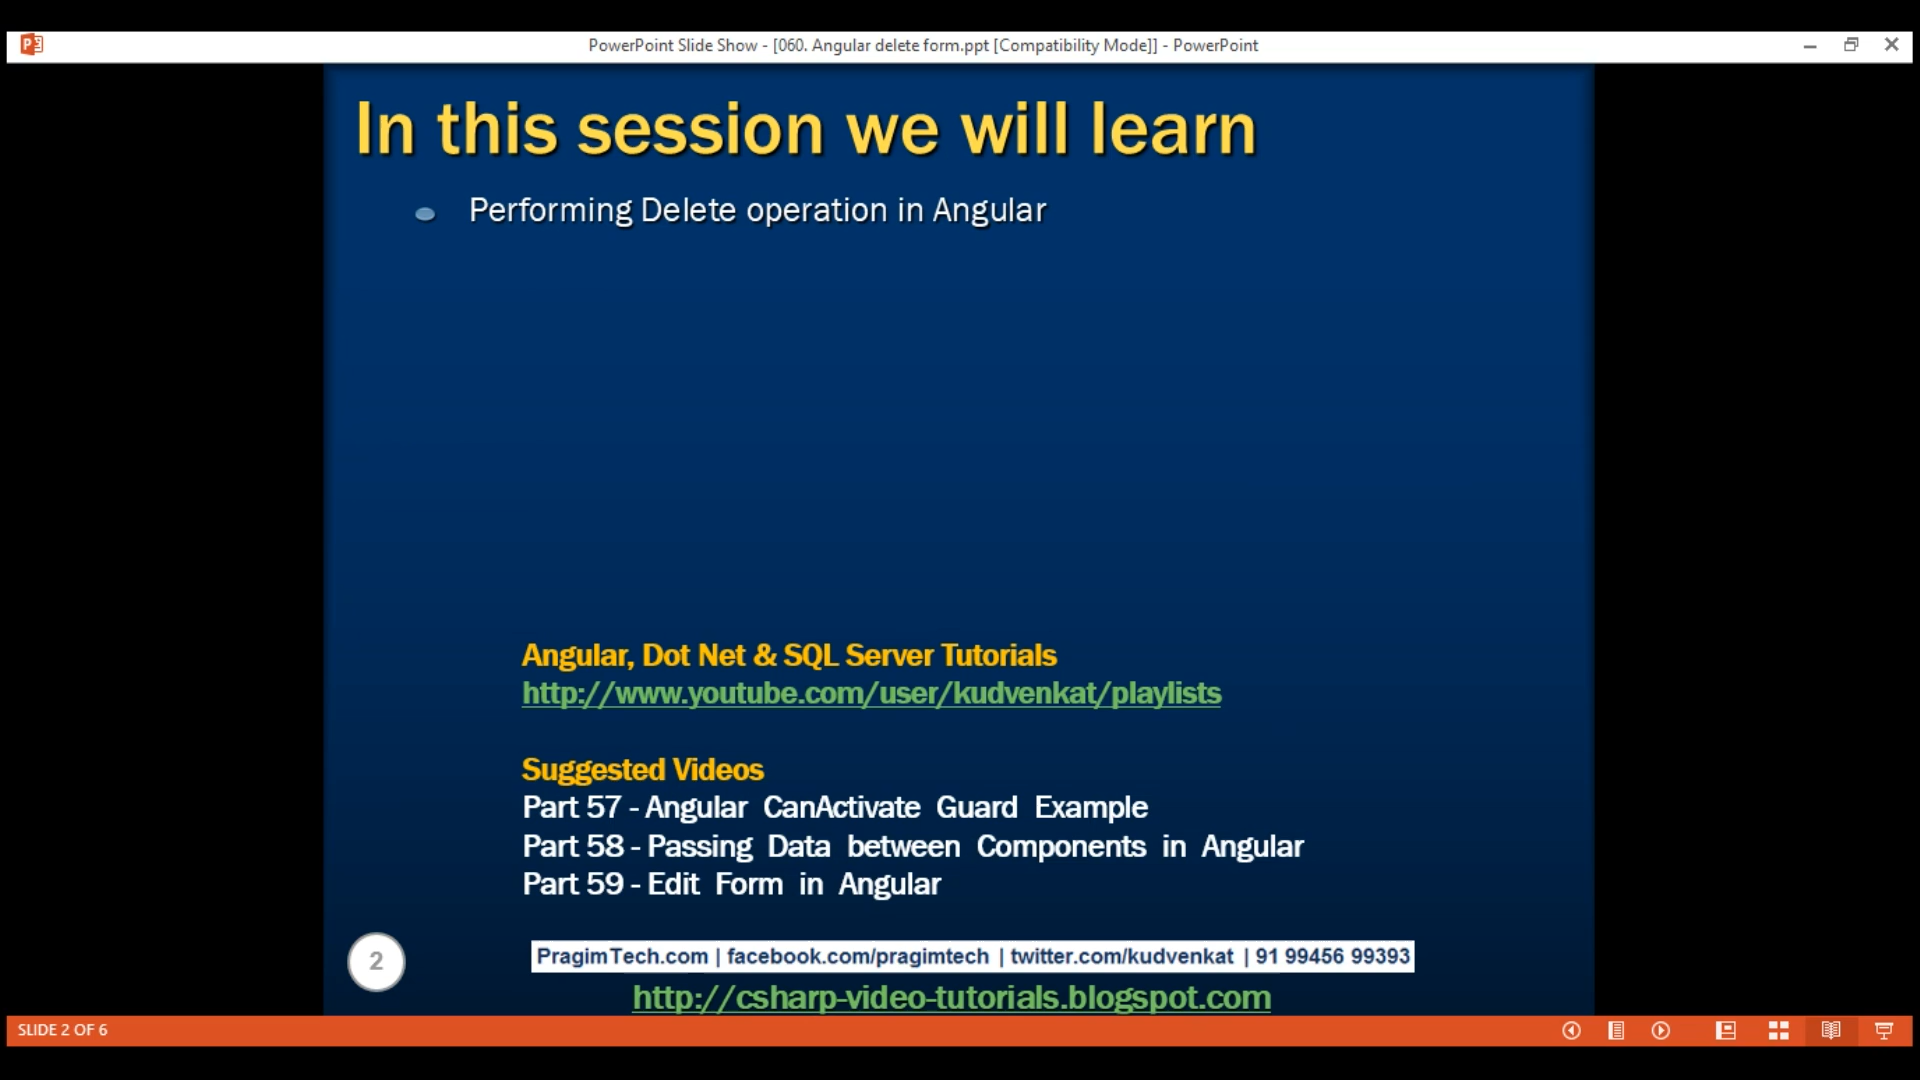 PowerPoint Slide Show - [060. Angular delete form.ppt [Compatibility Mode]] - PowerPoint
In this session we will learn
Performing Delete operation in Angular
Angular, Dot Net & SQL Server Tutorials
http://www.youtube.com/user/kudvenkat/playlists
Suggested Videos
Part 57 - Angular CanActivate Guard Example
Part 58 - Passing Data between Components in Angular
Part 59 - Edit Form in Angular
2
PragimTech.com | facebook.com/pragimtech | twitter.com/kudvenkat | 91 99456 99393
http://csharp-video-tutorials.blogspot.com
SLIDE 2 OF 6